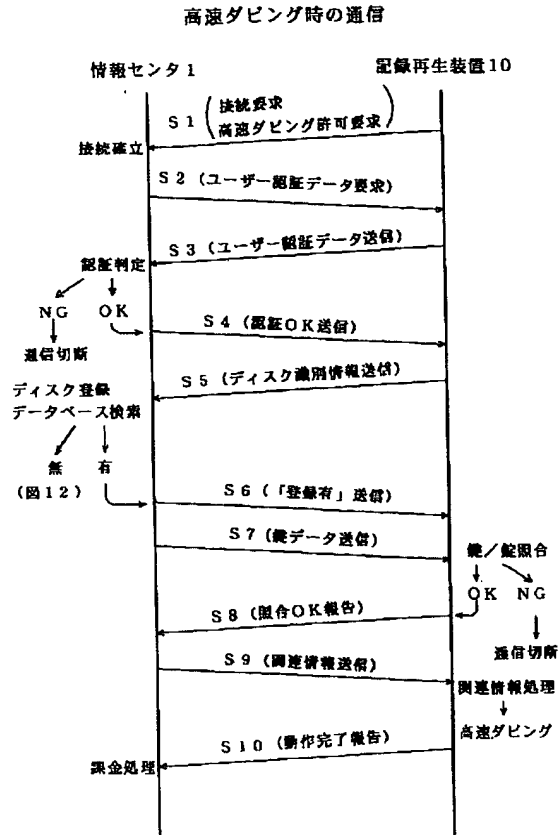 高速ダビング時の通信
情報センタ1
記録再生装置10
S1 (接続要求
高速ダビング許可要求)
接続確立
S2 (ユーザー認証データ要求)
S3 (ユーザー認証データ送信)
認証判定
NG OK
S4 (認証OK送信)
通信切断
S5 (ディスク識別情報送信)
ディスク登録
データベース検索
無 有
(図12)
S6 (「登録有」送信)
S7 (鍵データ送信)
鍵/錠照合
OK NG
S8 (照合OK報告)
通信切断
S9 (関連情報送信)
関連情報処理
高速ダビング
S10 (動作完了報告)
課金処理